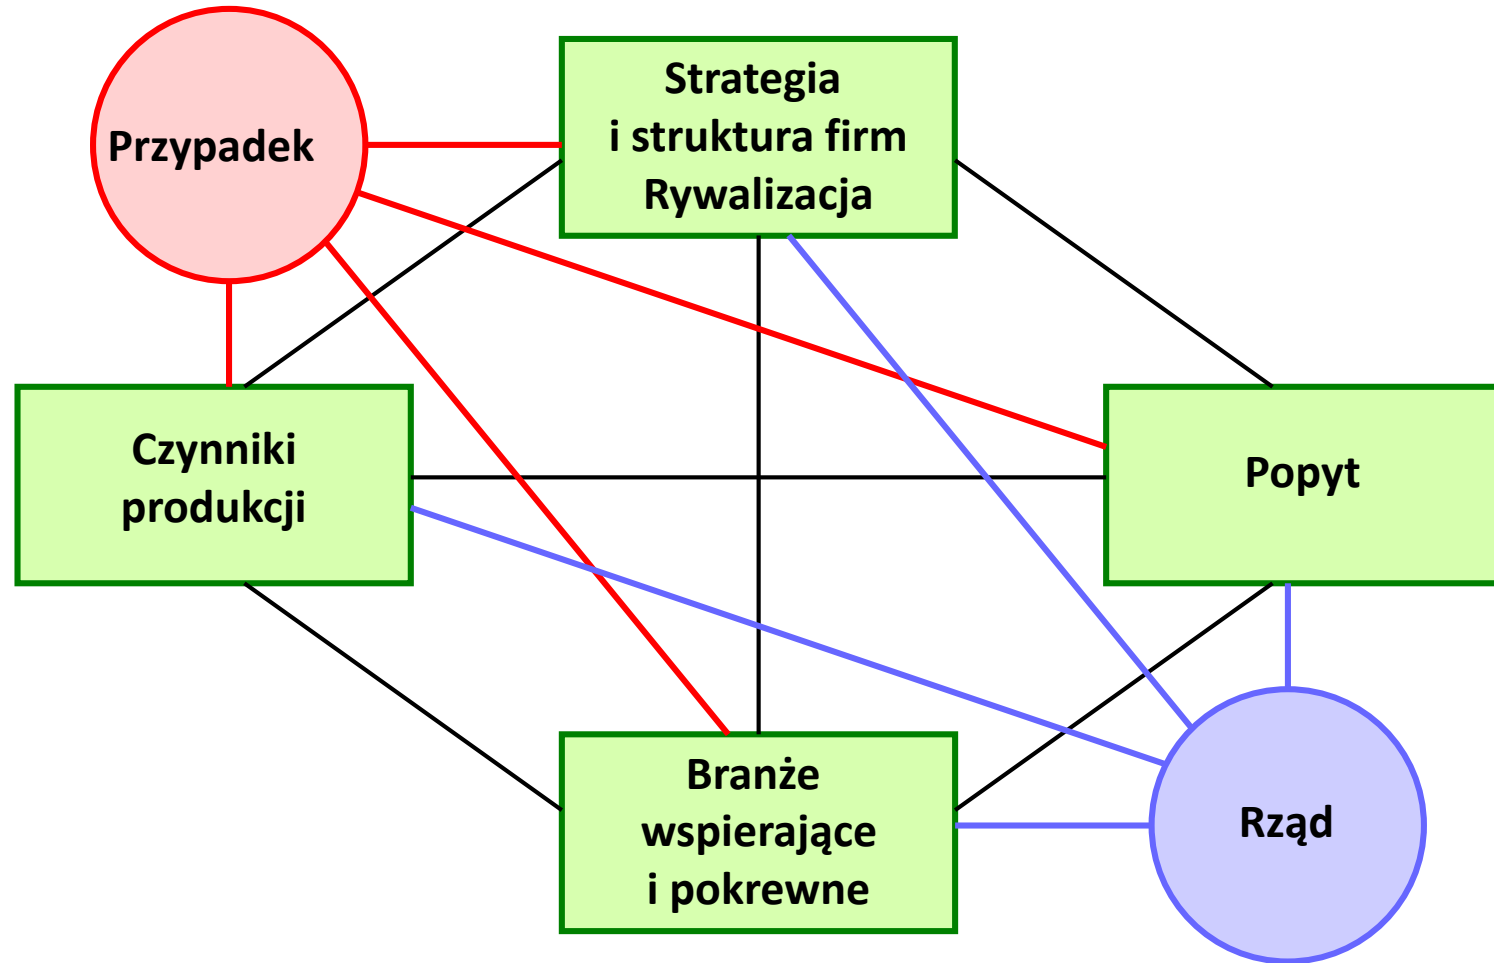 Strategia
i struktura firm
Rywalizacja
Przypadek
Czynniki
produkcji
Popyt
Branże
wspierające
i pokrewne
Rząd